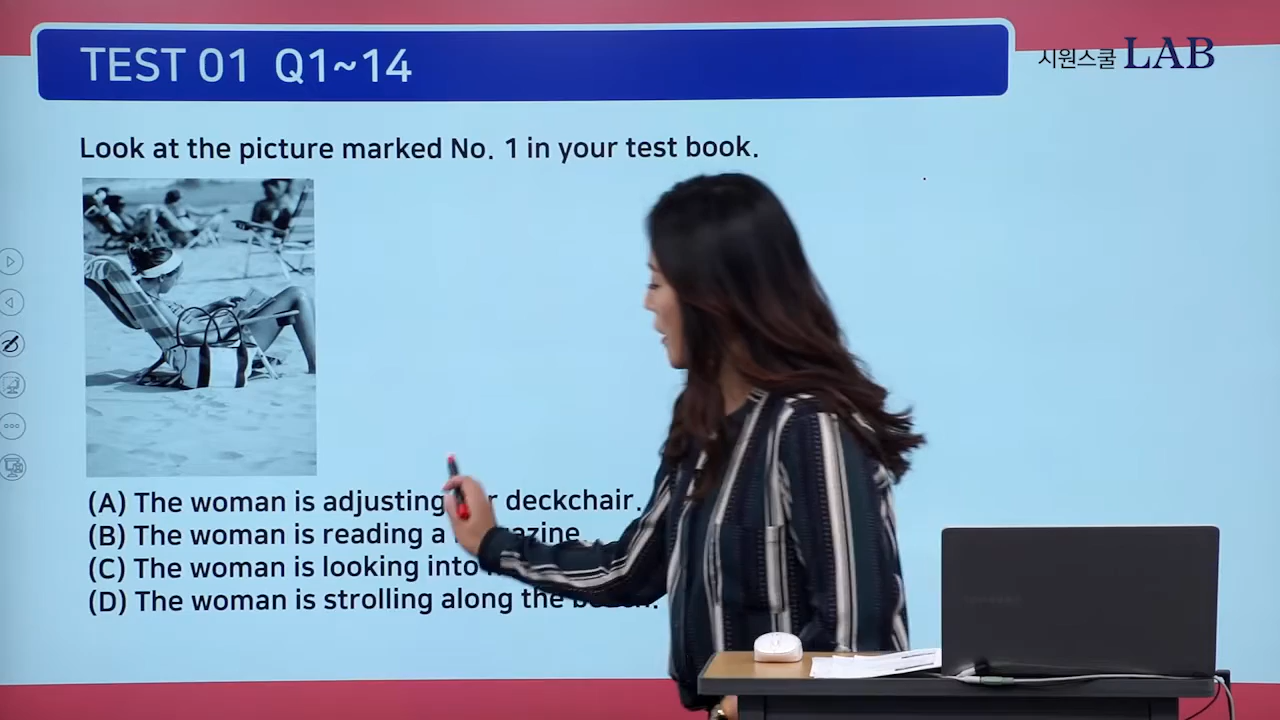 TEST 01 Q1~14
시원스쿨 LAB
Look at the picture marked No. 1 in your test book.
(A) The woman is adjusting deckchair.
(B) The woman is reading a
(C) The woman is looking into
(D) The woman is strolling along the